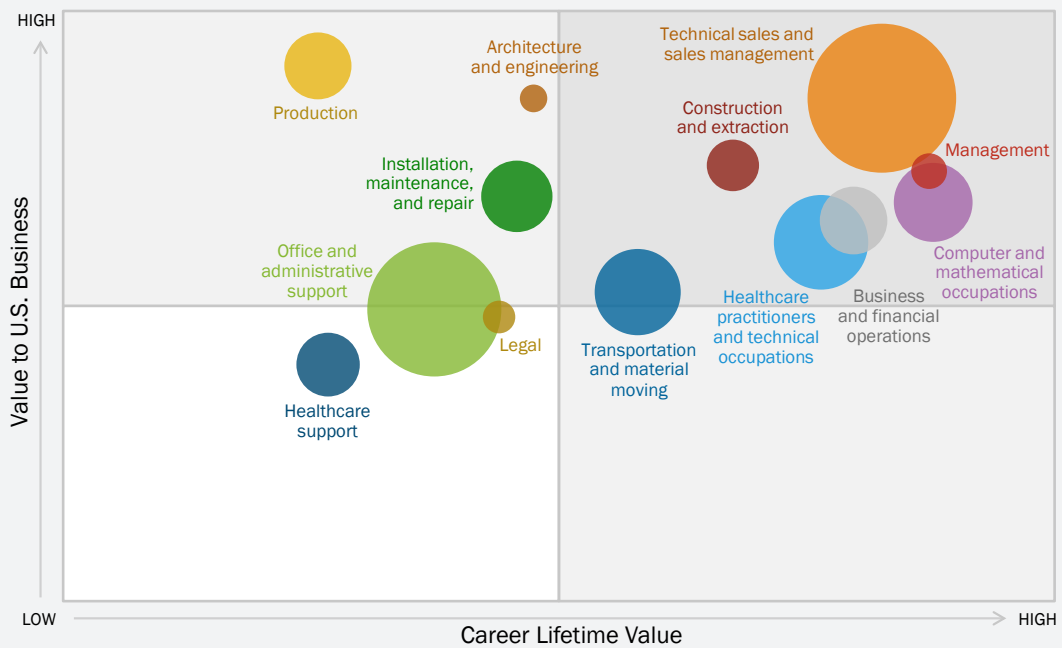 HIGH
Value to U.S. Business
Production
Architecture
and engineering
Technical sales and
sales management
Construction
and extraction
Management
Installation,
maintenance,
and repair
Office and
administrative
support
Legal
Healthcare
support
Transportation
and material
moving
Healthcare
practitioners
and technical
occupations
Business
and financial
operations
Computer and
mathematical
occupations
LOW
HIGH
Career Lifetime Value